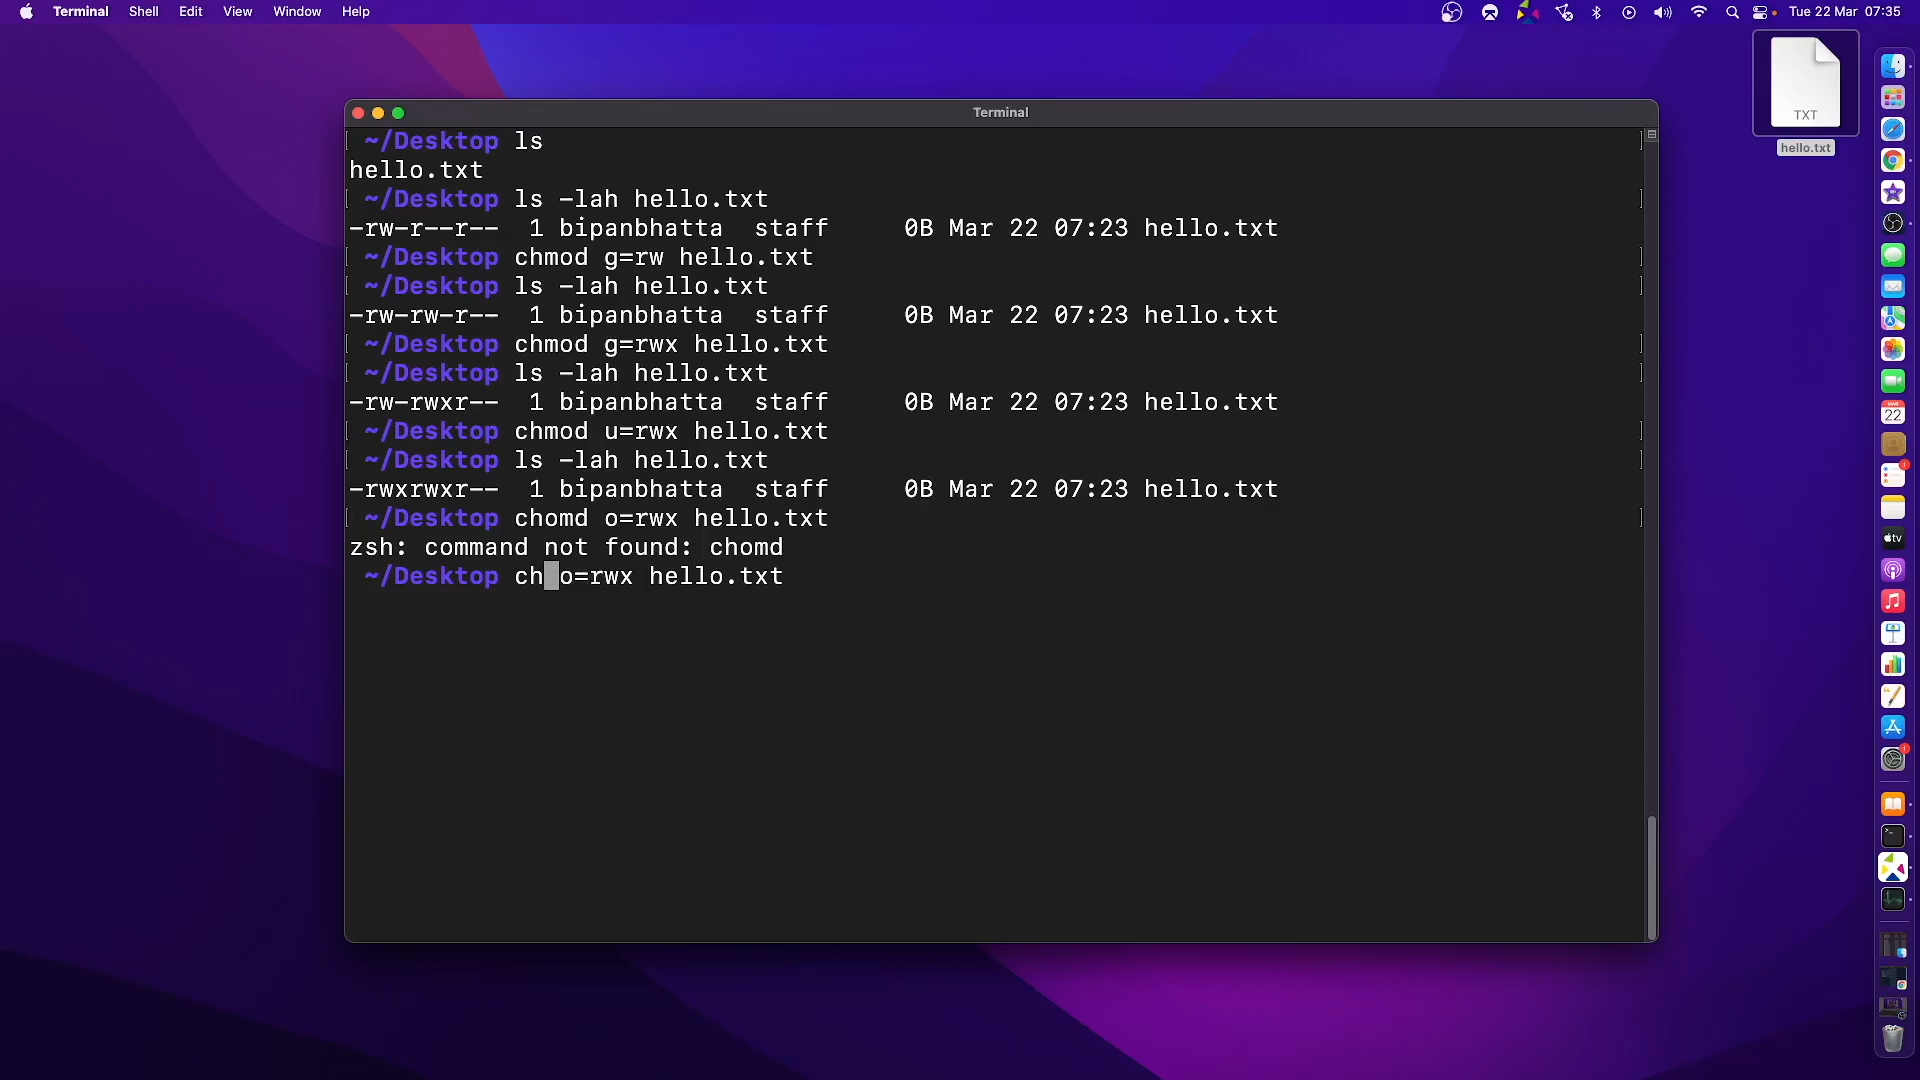 Terminal Shell Edit View Window Help Tue 22 Mar 07:35
TXT
hello.txt
Terminal
~/Desktop ls
hello.txt
~/Desktop ls -lah hello.txt
-rw-r--r-- 1 bipanbhatta staff 0B Mar 22 07:23 hello.txt
~/Desktop chmod g=rw hello.txt
~/Desktop ls -lah hello.txt
-rw-rw-r-- 1 bipanbhatta staff 0B Mar 22 07:23 hello.txt
~/Desktop chmod g=rwx hello.txt
~/Desktop ls -lah hello.txt
-rw-rwxr-- 1 bipanbhatta staff 0B Mar 22 07:23 hello.txt
~/Desktop chmod u=rwx hello.txt
~/Desktop ls -lah hello.txt
-rwxrwxr-- 1 bipanbhatta staff 0B Mar 22 07:23 hello.txt
~/Desktop chomd o=rwx hello.txt
zsh: command not found: chomd
~/Desktop ch o=rwx hello.txt
22
tv